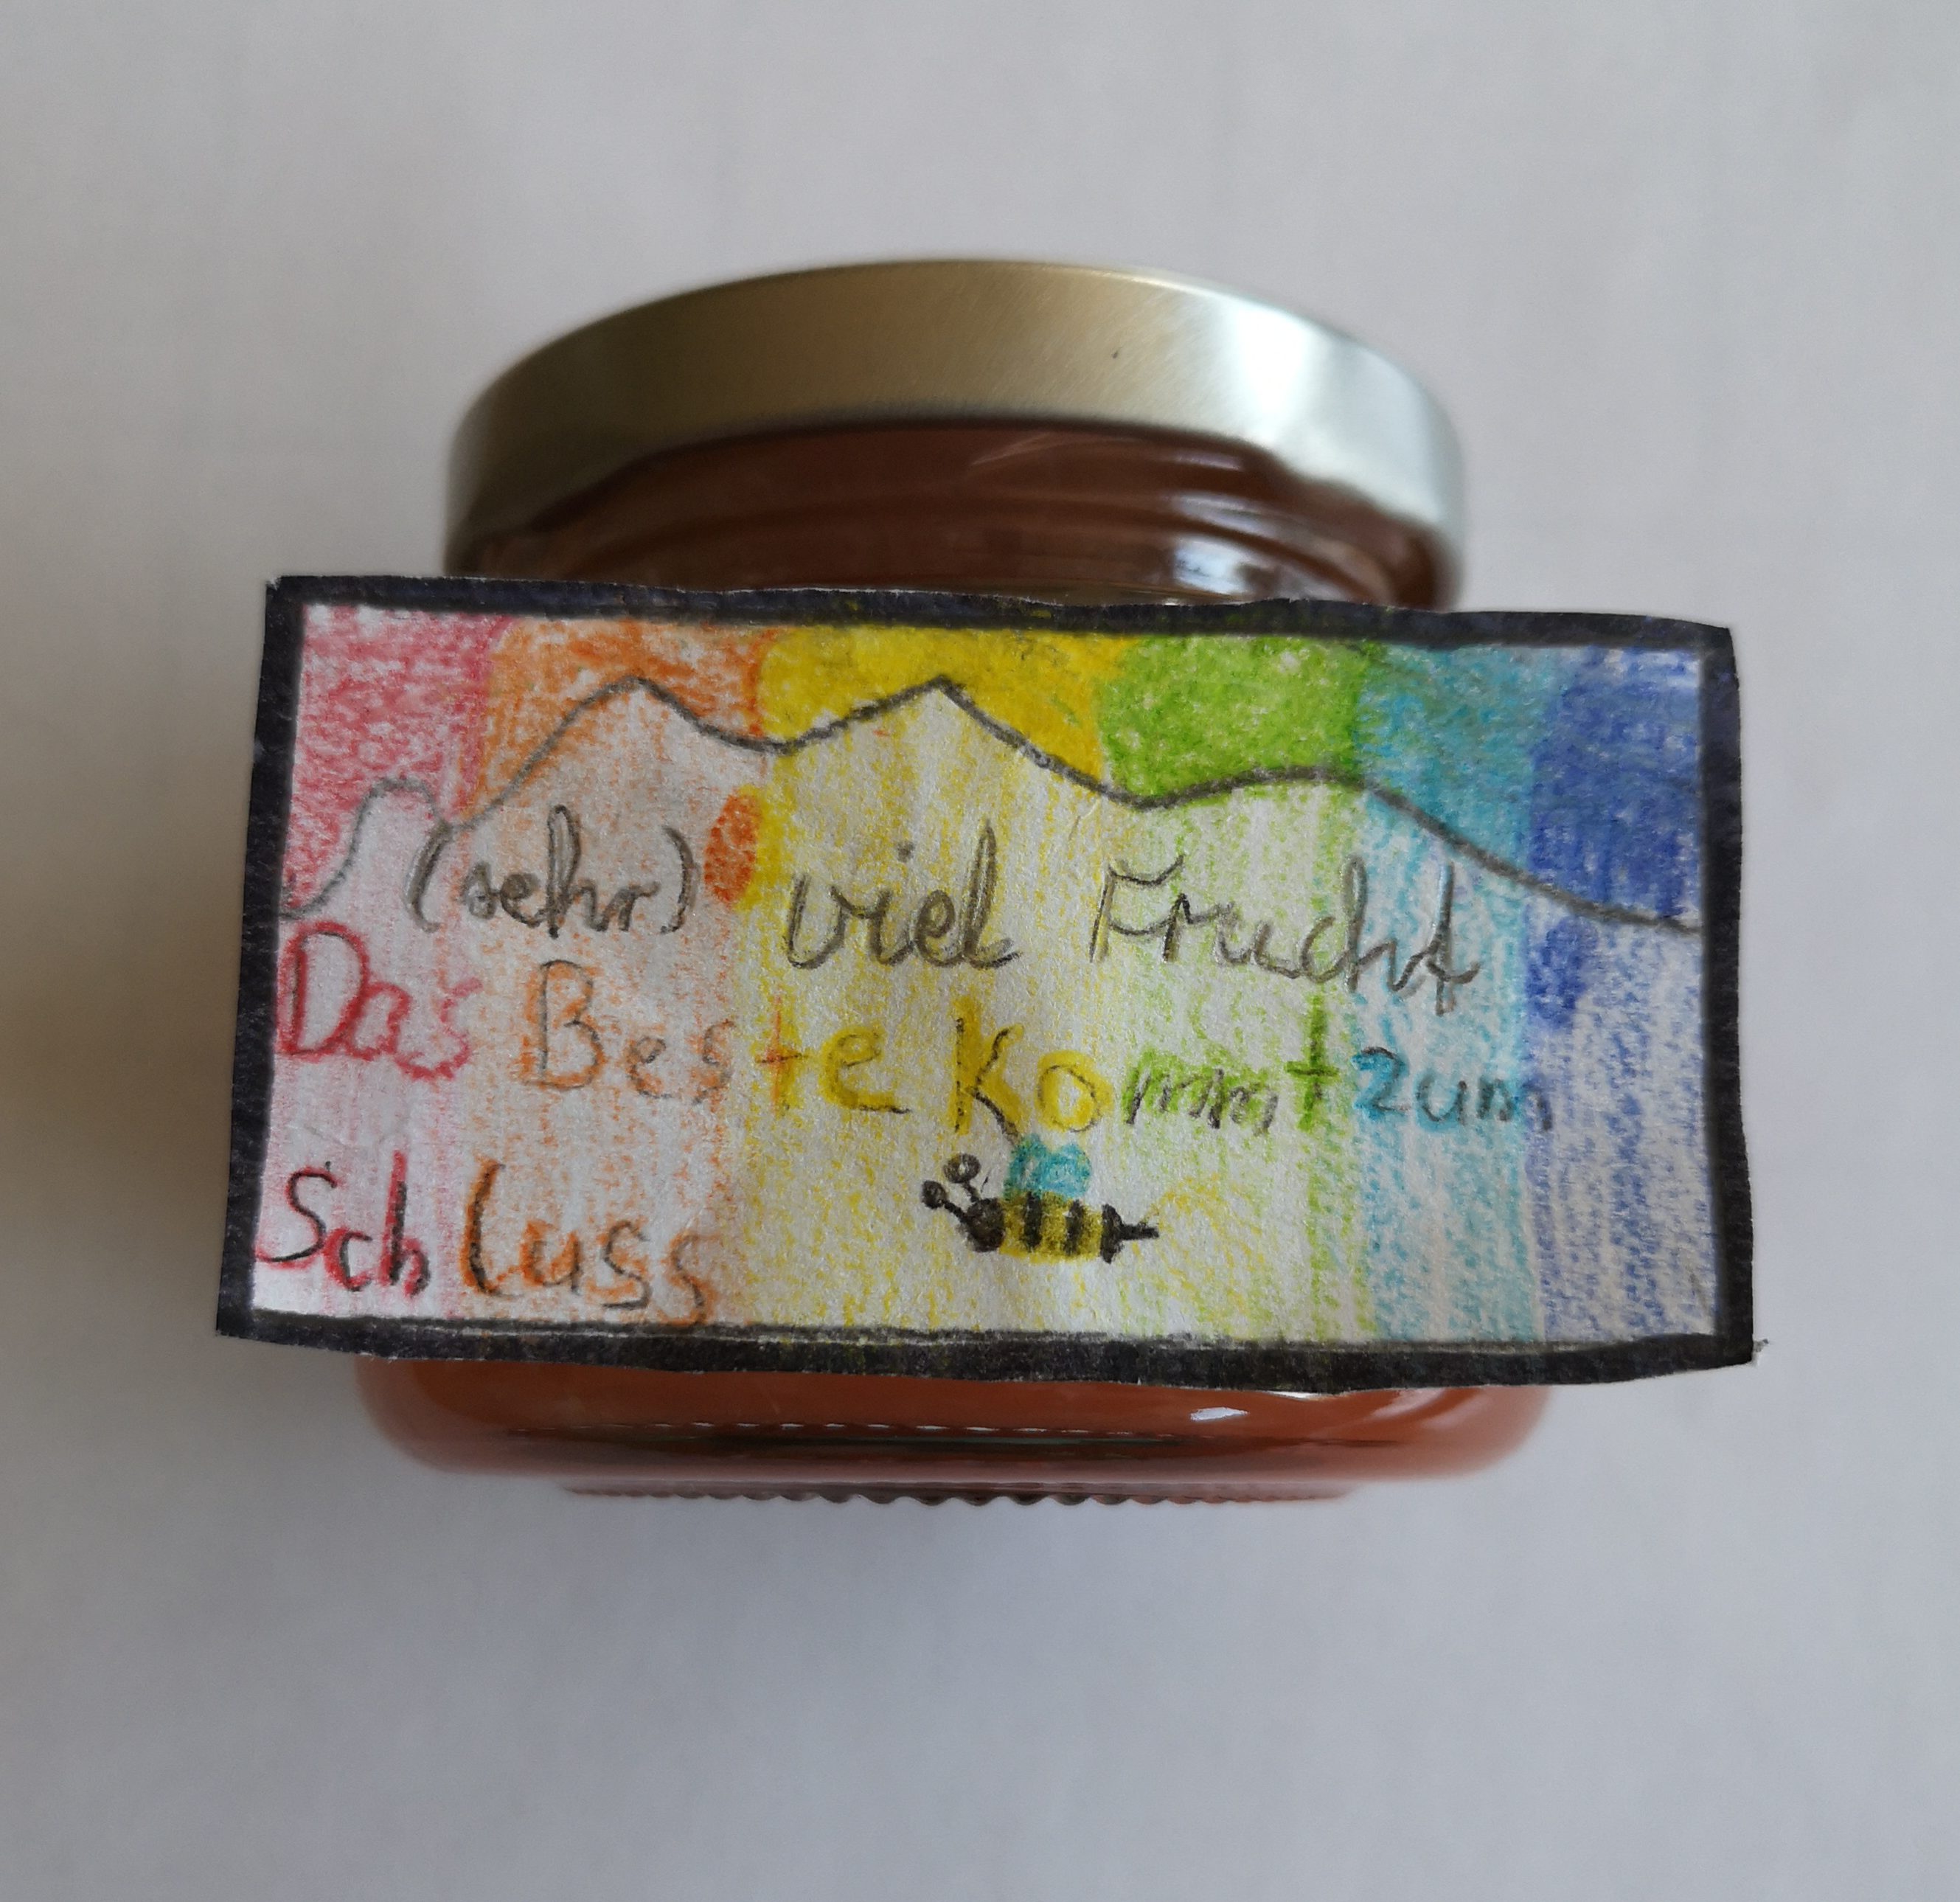 (sehr) viel Frucht
Das Beste kommt zum
Schluss